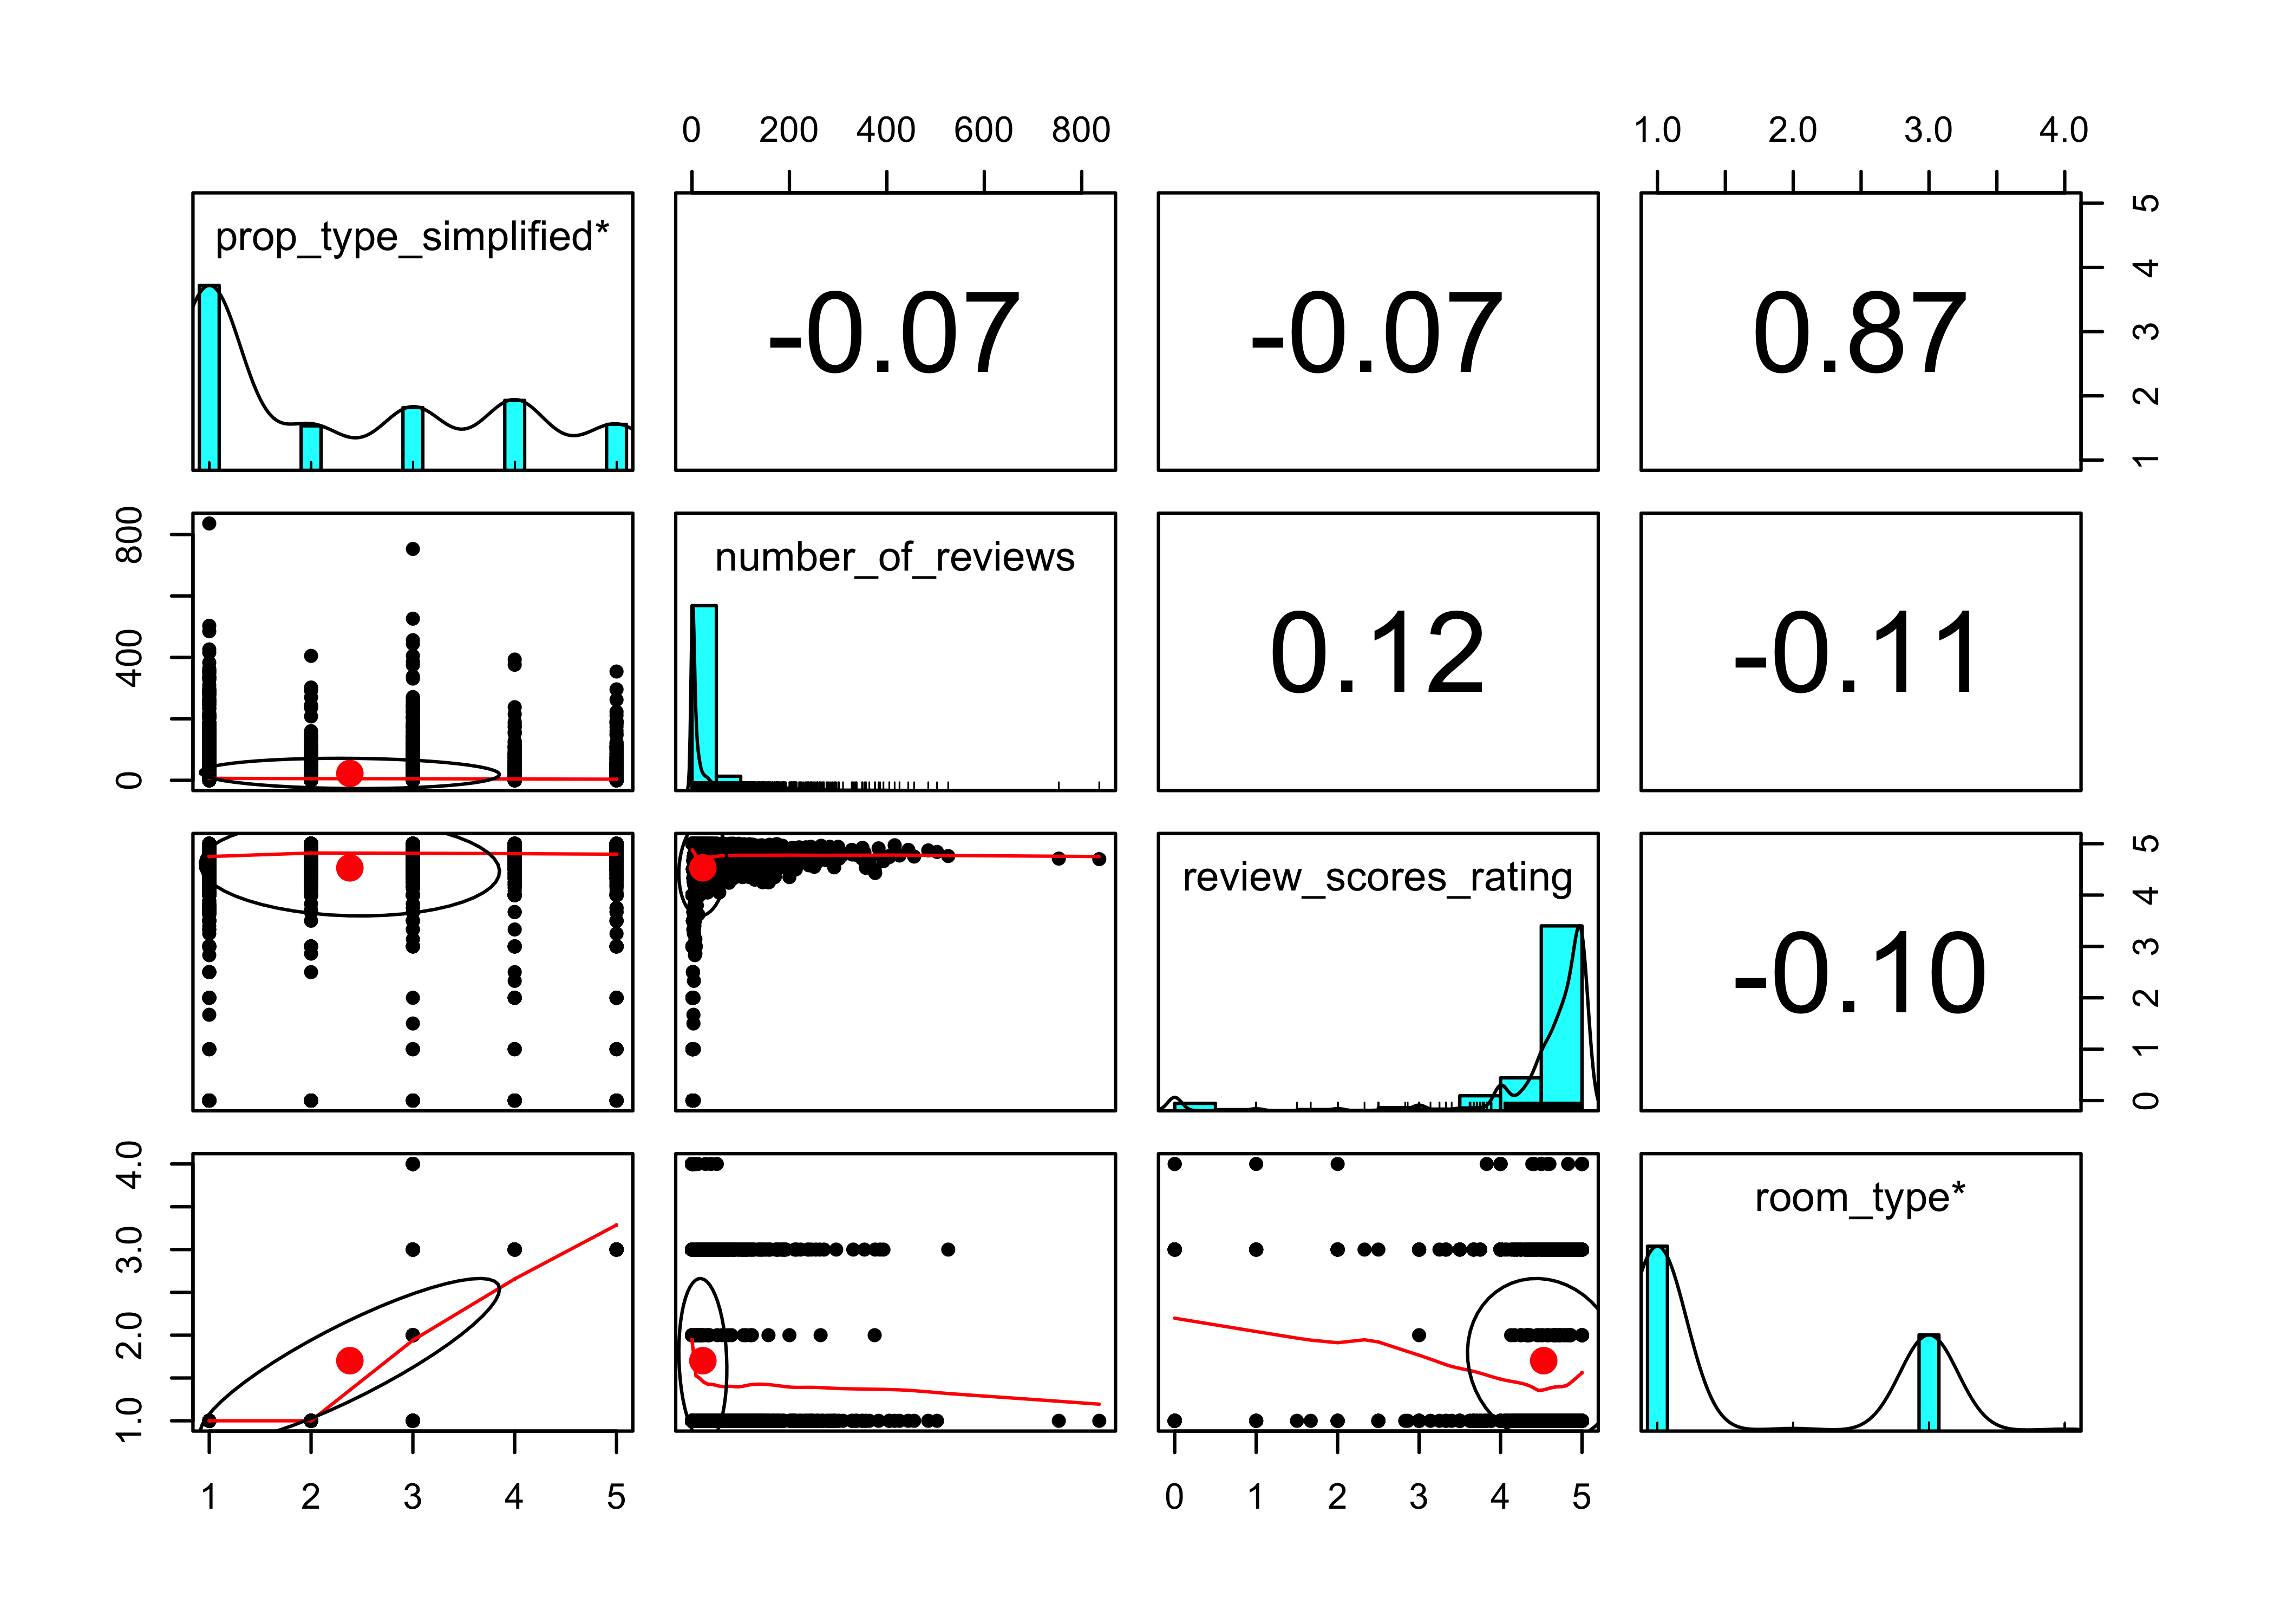 0 200 400 600 800 1.0 2.0 3.0 4.0
prop_type_simplified* -0.07 -0.07 0.87 1 2 3 4 5
0 400 800 number_of_reviews 0.12 -0.11
review_scores_rating -0.10 0 1 2 3 4 5
1.0 2.0 3.0 4.0 room_type*
1 2 3 4 5 0 1 2 3 4 5